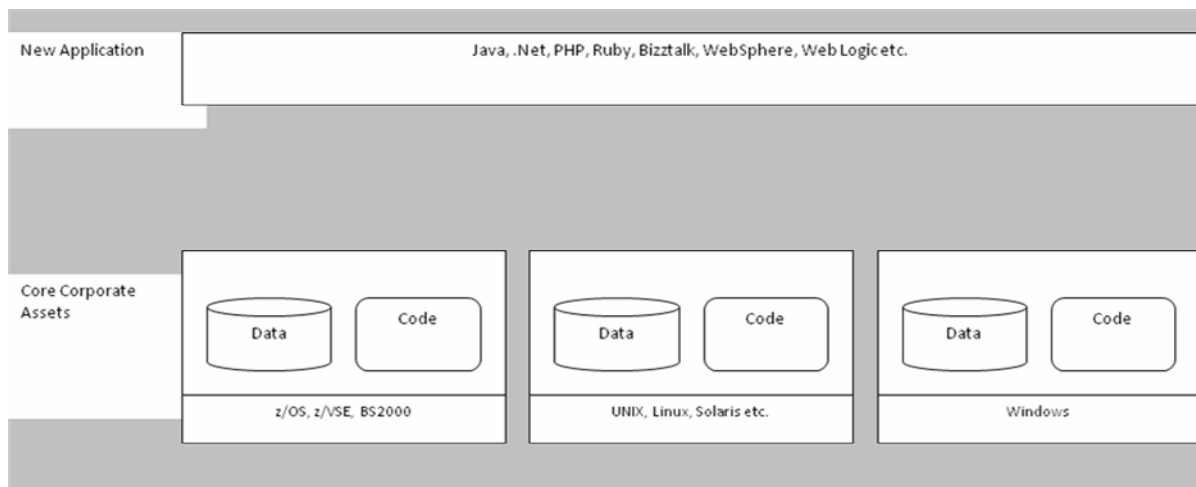 New Application
Java, .Net, PHP, Ruby, Bizztalk, WebSphere, Web Logic etc.
Core Corporate
Assets
Data
Code
Data
Code
Data
Code
z/OS, z/VSE, BS2000
UNIX, Linux, Solaris etc.
Windows